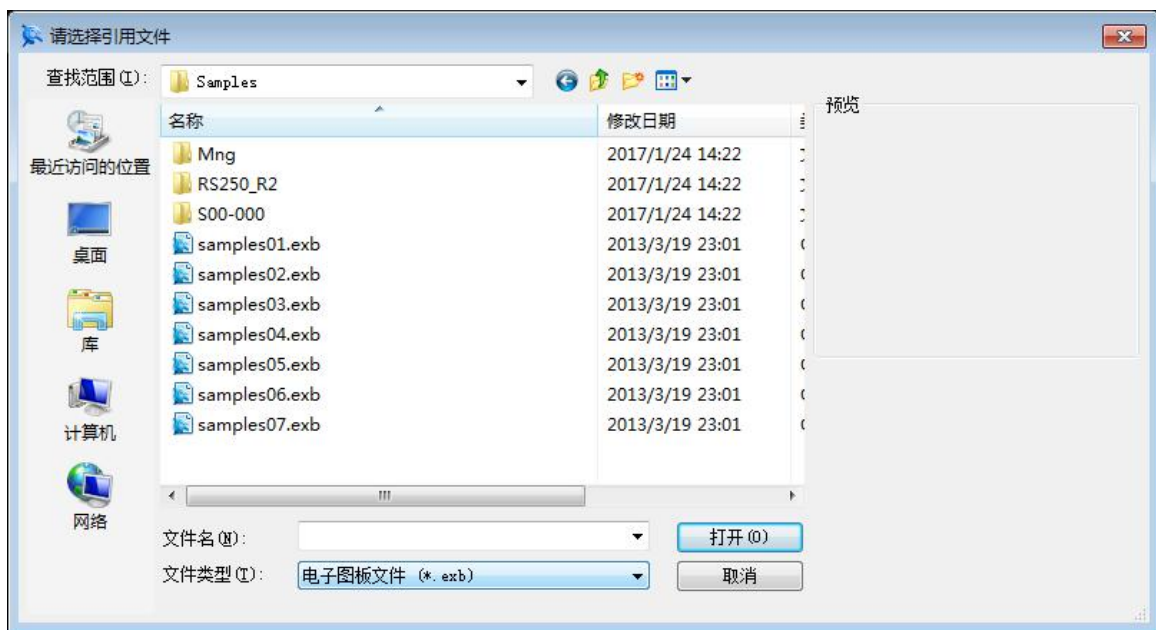 请选择引用文件
查找范围(I):
Samples
预览
名称
修改日期
最近访问的位置
桌面
库
计算机
网络
Mng 2017/1/24 14:22
RS250_R2 2017/1/24 14:22
S00-000 2017/1/24 14:22
samples01.exb 2013/3/19 23:01
samples02.exb 2013/3/19 23:01
samples03.exb 2013/3/19 23:01
samples04.exb 2013/3/19 23:01
samples05.exb 2013/3/19 23:01
samples06.exb 2013/3/19 23:01
samples07.exb 2013/3/19 23:01
文件名(N):
打开(O)
文件类型(T):
电子图板文件 (*.exb)
取消